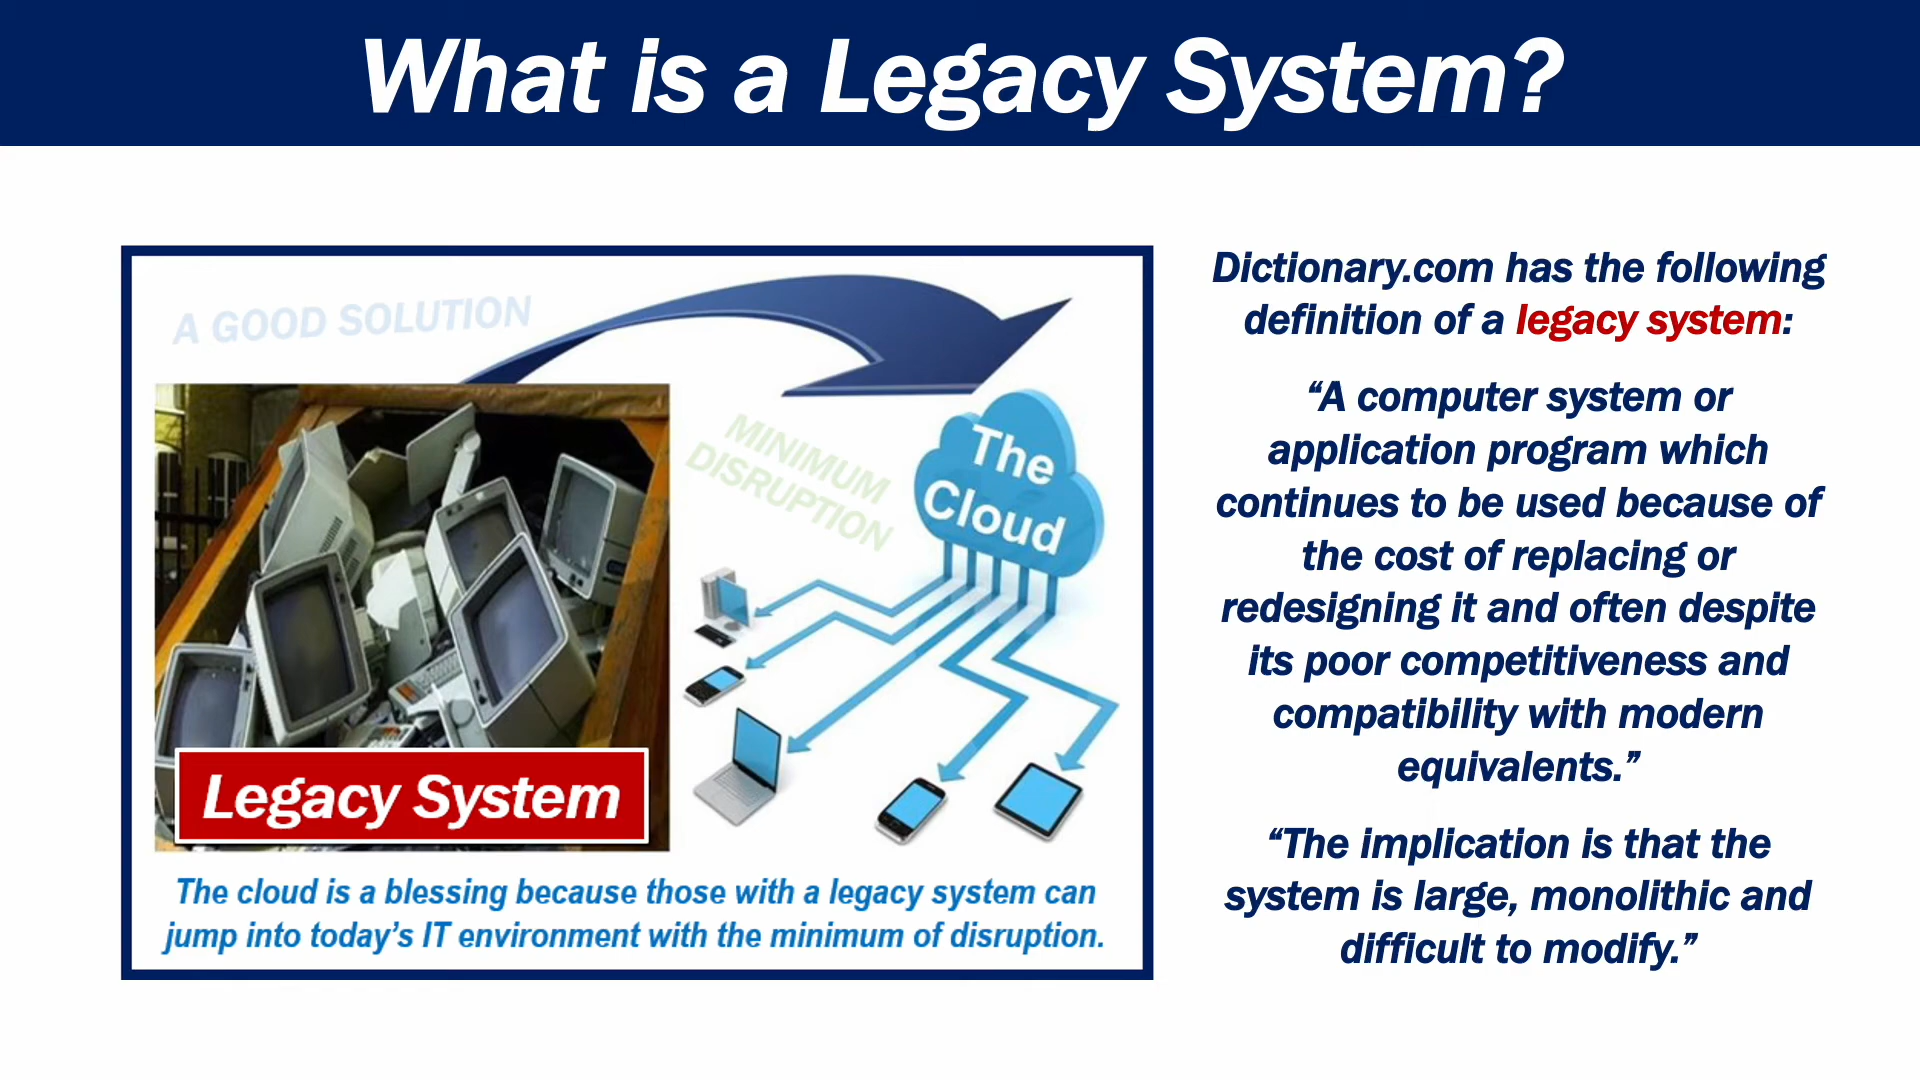 What is a Legacy System?
A GOOD SOLUTION
MINIMUM
DISRUPTION
The
Cloud
Legacy System
The cloud is a blessing because those with a legacy system can
jump into today’s IT environment with the minimum of disruption.
Dictionary.com has the following
definition of a legacy system:
“A computer system or
application program which
continues to be used because of
the cost of replacing or
redesigning it and often despite
its poor competitiveness and
compatibility with modern
equivalents.”
“The implication is that the
system is large, monolithic and
difficult to modify.”